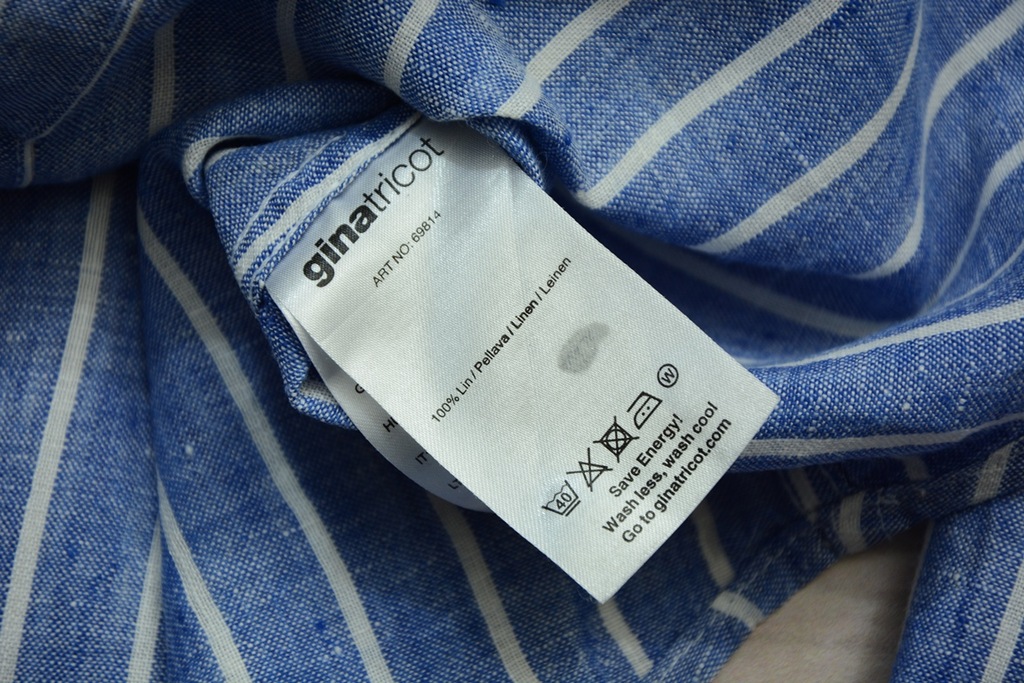 ginatricot
ART NO: 69814
100% Lin / Pellava / Linen / Leinen
40
W
Save Energy!
Wash less, wash cool
Go to ginatricot.com
IT